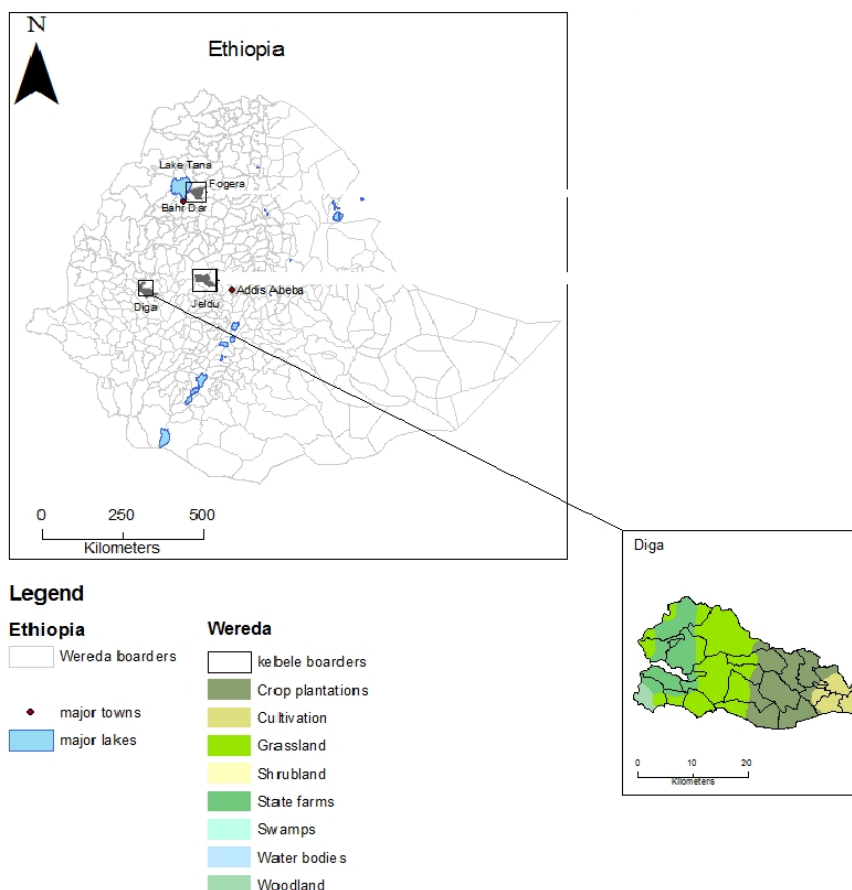 N
Ethiopia
Lake Tana
Fogera
Bahr Dar
Addis Abeba
Diga
Jeldu
0 250 500
Kilometers
Diga
0 10 20
Kilometers
Legend
Ethiopia
Wereda boarders
major towns
major lakes
Wereda
kelbele boarders
Crop plantations
Cultivation
Grassland
Shrubland
State farms
Swamps
Water bodies
Woodland